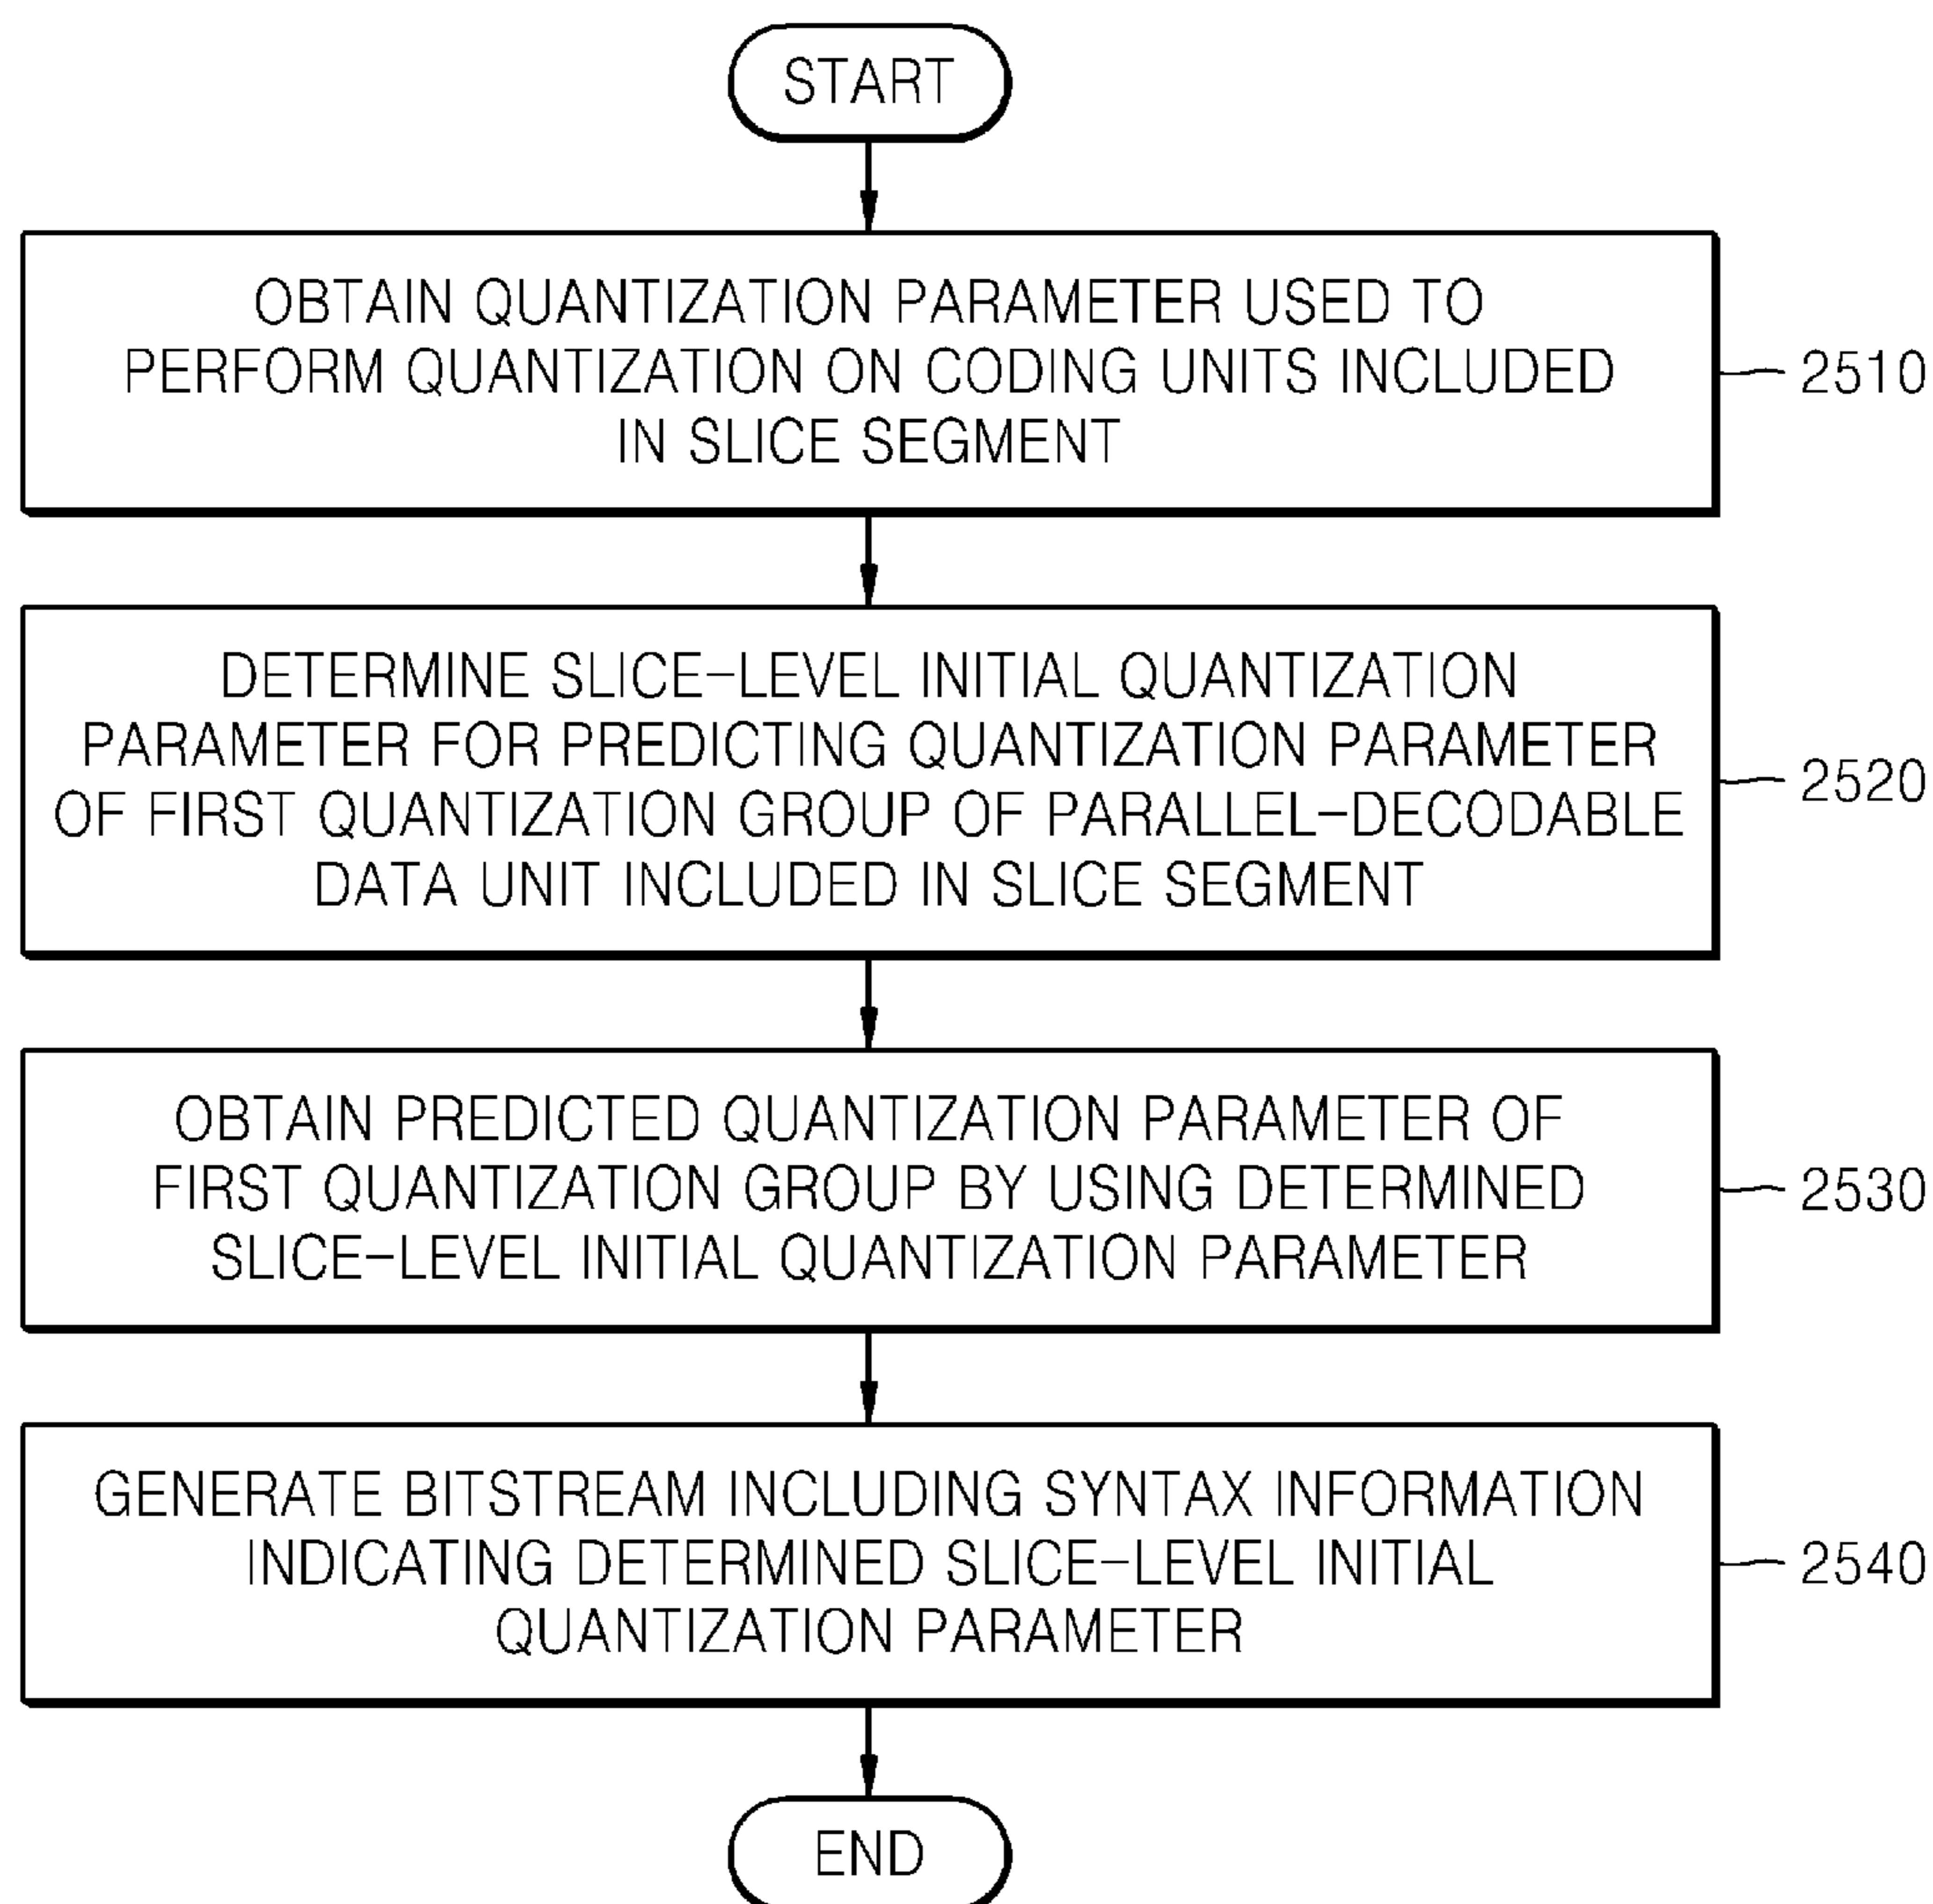 START
OBTAIN QUANTIZATION PARAMETER USED TO
PERFORM QUANTIZATION ON CODING UNITS INCLUDED
IN SLICE SEGMENT
2510
DETERMINE SLICE-LEVEL INITIAL QUANTIZATION
PARAMETER FOR PREDICTING QUANTIZATION PARAMETER
OF FIRST QUANTIZATION GROUP OF PARALLEL-DECODABLE
DATA UNIT INCLUDED IN SLICE SEGMENT
2520
OBTAIN PREDICTED QUANTIZATION PARAMETER OF
FIRST QUANTIZATION GROUP BY USING DETERMINED
SLICE-LEVEL INITIAL QUANTIZATION PARAMETER
2530
GENERATE BITSTREAM INCLUDING SYNTAX INFORMATION
INDICATING DETERMINED SLICE-LEVEL INITIAL
QUANTIZATION PARAMETER
2540
END